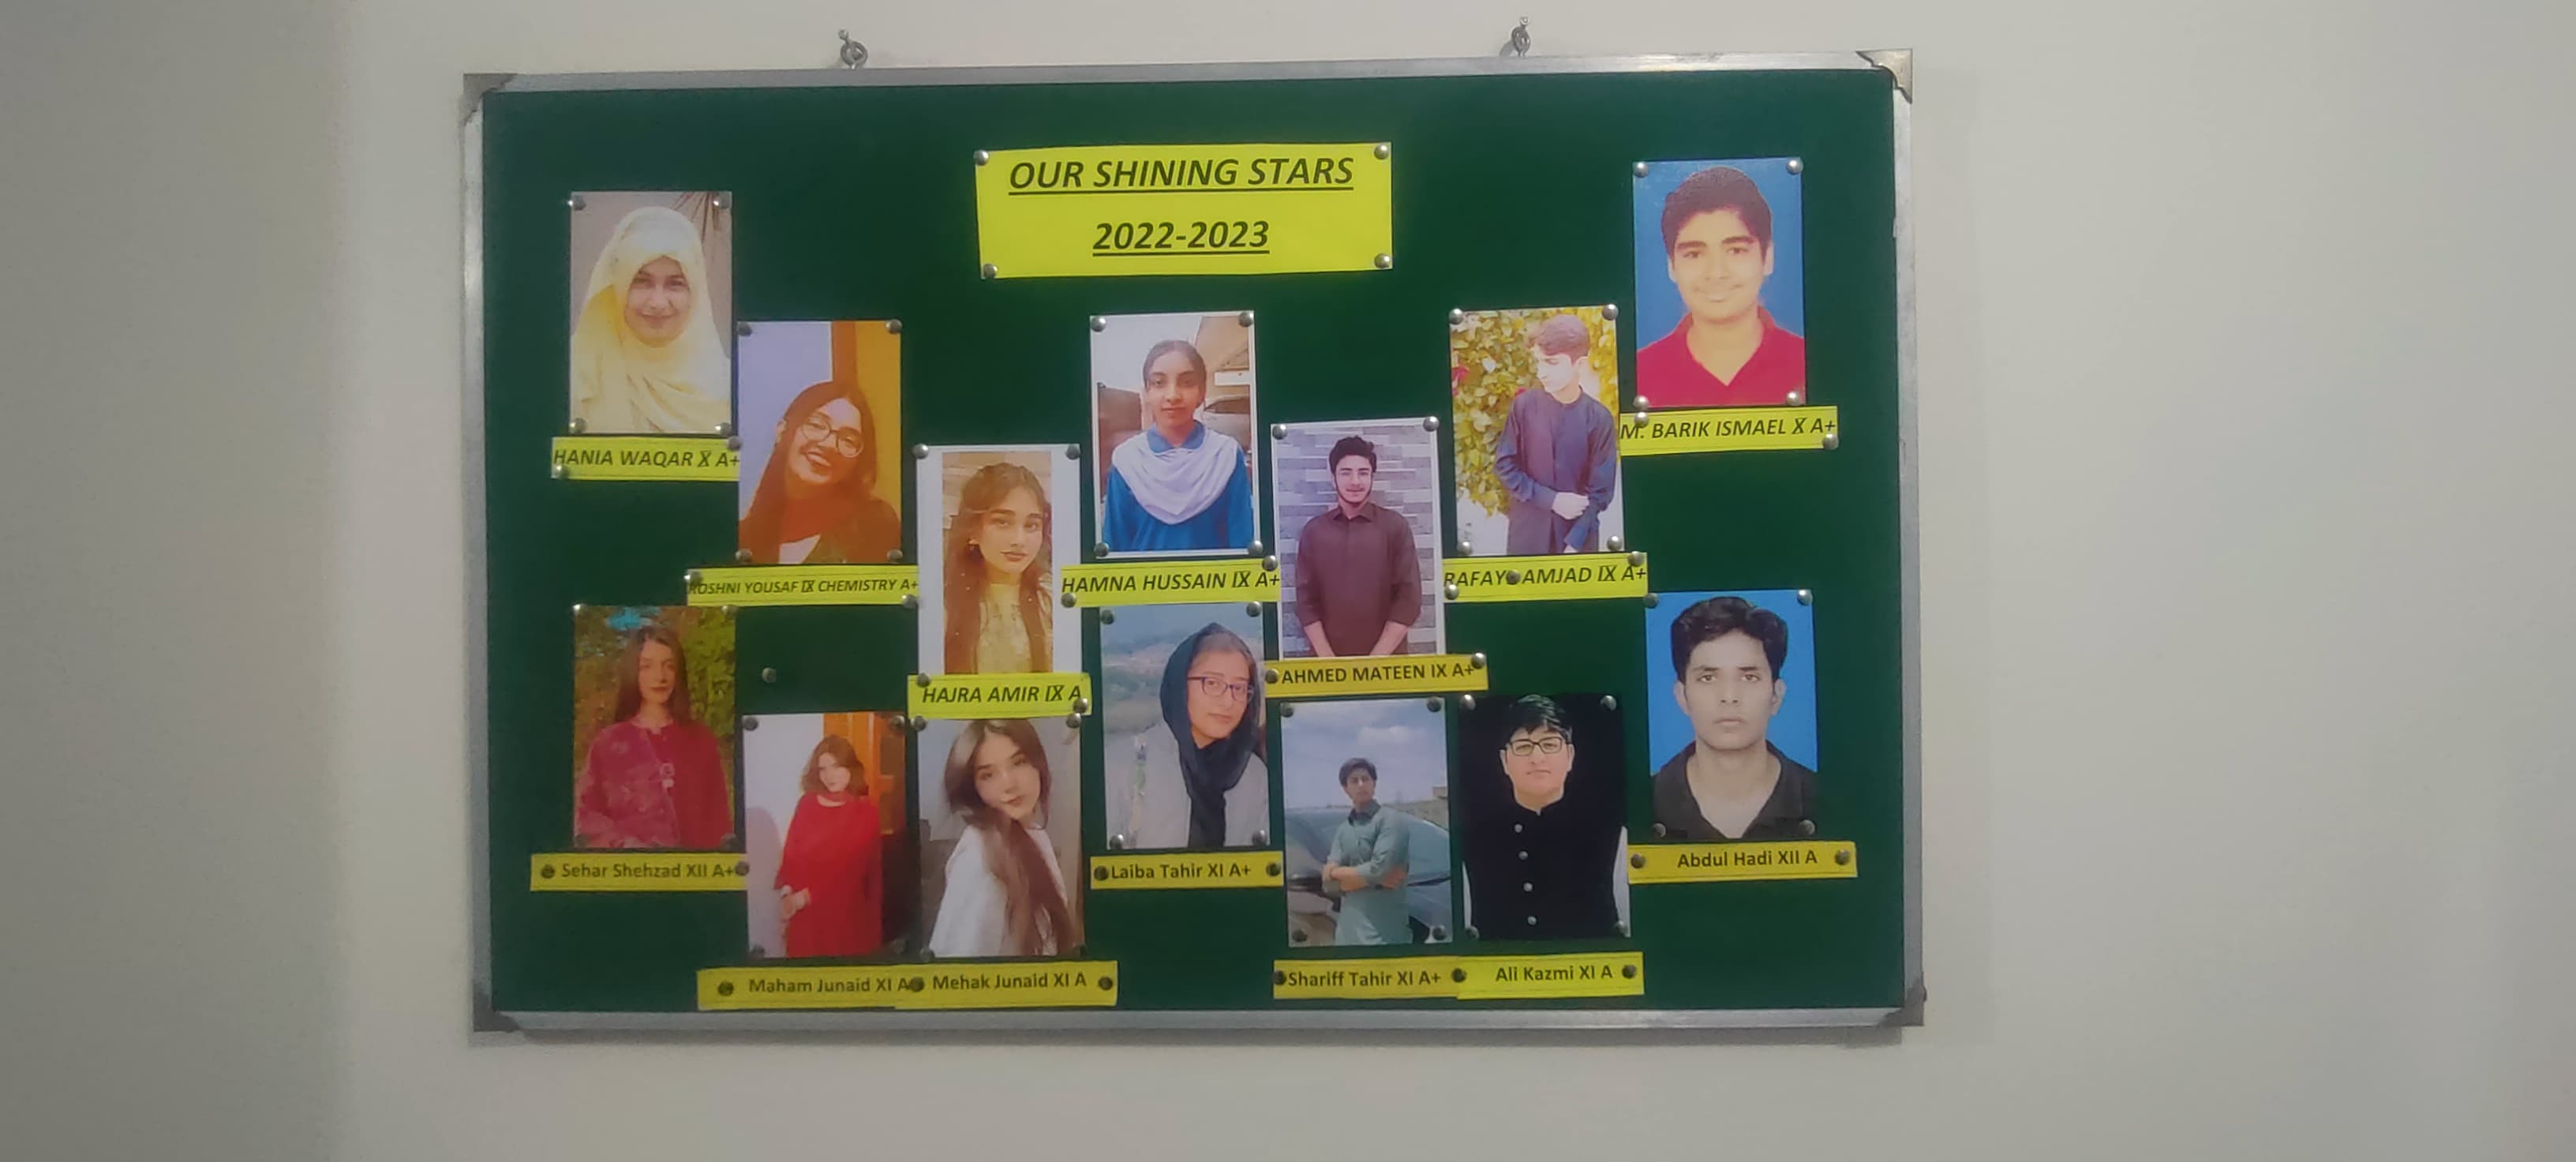 OUR SHINING STARS
2022-2023
HANIA WAQAR X A+
M. BARIK ISMAEL X A+
ROSHNI YOUSAF IX CHEMISTRY A+
HAMNA HUSSAIN IX A+
RAFAY AMJAD IX A+
HAJRA AMIR IX A
AHMED MATEEN IX A+
Sehar Shehzad XII A+
Laiba Tahir XI A+
Abdul Hadi XII A
Maham Junaid XI A
Mehak Junaid XI A
Shariff Tahir XI A+
Ali Kazmi XI A